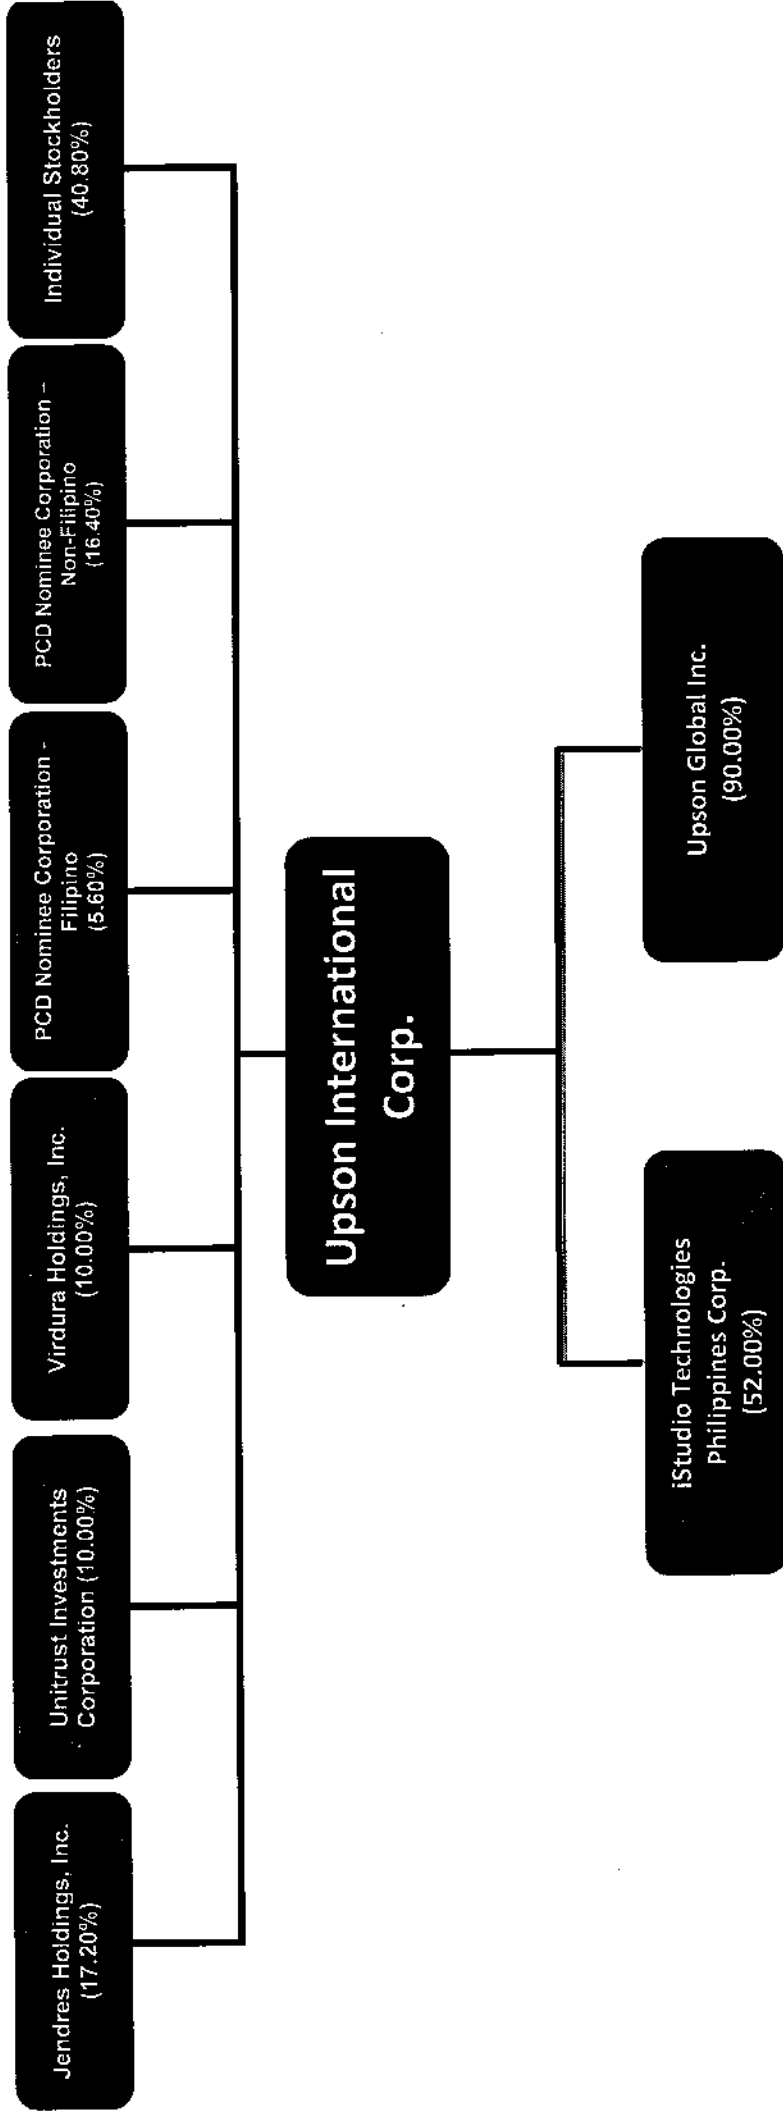 Jendres Holdings, Inc.
(17.20%)
Unitrust Investments
Corporation (10.00%)
Virdura Holdings, Inc.
(10.00%)
PCD Nominee Corporation -
Filipino
(5.60%)
PCD Nominee Corporation –
Non-Filipino
(16.40%)
Individual Stockholders
(40.80%)
Upson International
Corp.
iStudio Technologies
Philippines Corp.
(52.00%)
Upson Global Inc.
(90.00%)